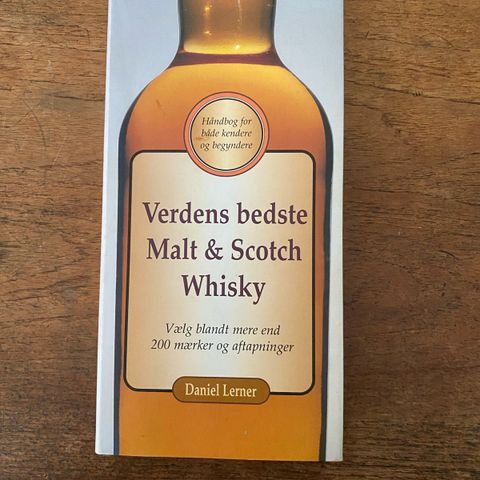 Håndbog for
både kendere
og begyndere
Verdens bedste
Malt & Scotch
Whisky
Vælg blandt mere end
200 mærker og aftapninger
Daniel Lerner